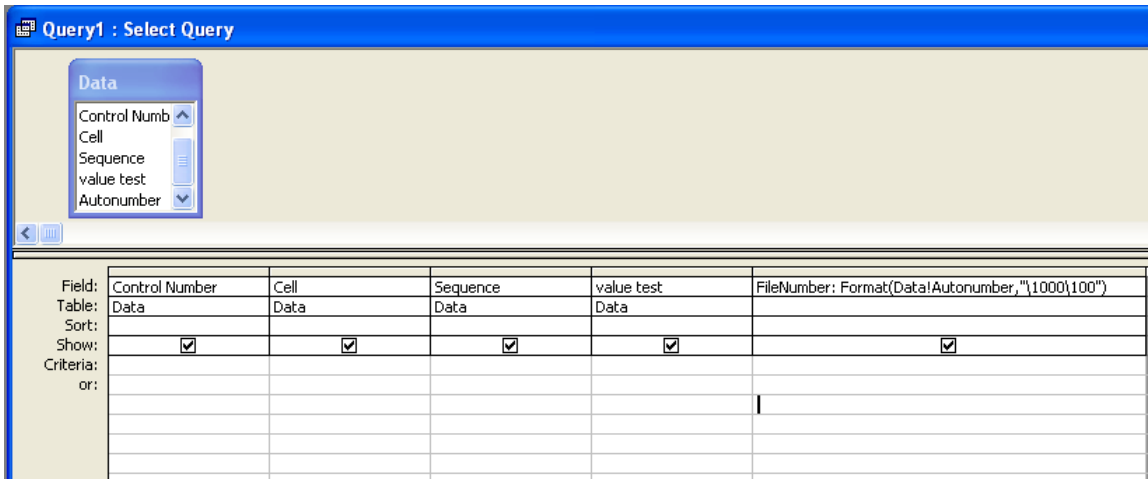 Query1 : Select Query
Data
Control Numb
Cell
Sequence
value test
Autonumber
Field: Control Number Cell Sequence value test FileNumber: Format(Data!Autonumber,"\1000\100")
Table: Data Data Data Data
Sort:
Show:
Criteria:
or: